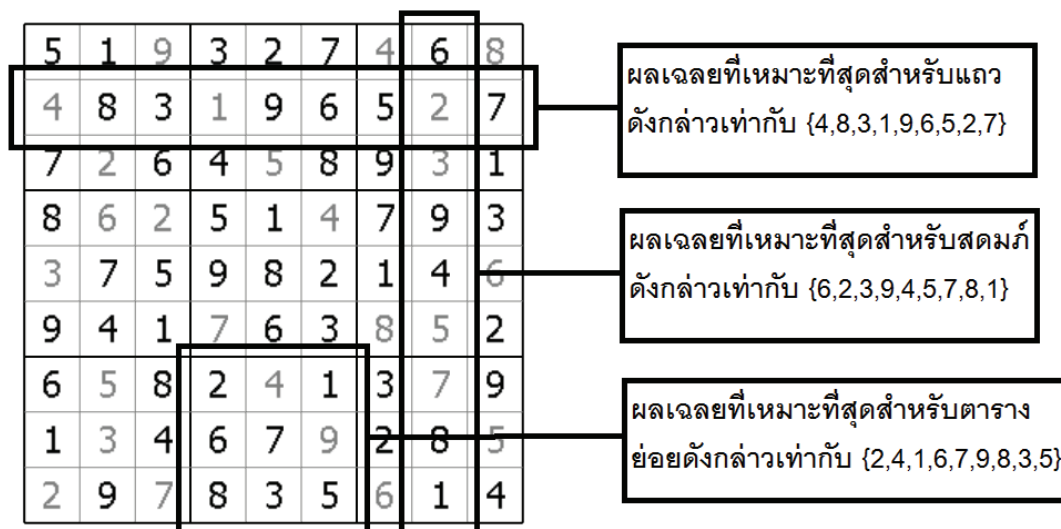 5 1 9 3 2 7 4 6 8
4 8 3 1 9 6 5 2 7
7 2 6 4 5 8 9 3 1
8 6 2 5 1 4 7 9 3
3 7 5 9 8 2 1 4 6
9 4 1 7 6 3 8 5 2
6 5 8 2 4 1 3 7 9
1 3 4 6 7 9 2 8 5
2 9 7 8 3 5 6 1 4
ผลเฉลยที่เหมาะที่สุดสำหรับแถว
ดังกล่าวเท่ากับ {4,8,3,1,9,6,5,2,7}
ผลเฉลยที่เหมาะที่สุดสำหรับสดมภ์
ดังกล่าวเท่ากับ {6,2,3,9,4,5,7,8,1}
ผลเฉลยที่เหมาะที่สุดสำหรับตาราง
ย่อยดังกล่าวเท่ากับ {2,4,1,6,7,9,8,3,5}